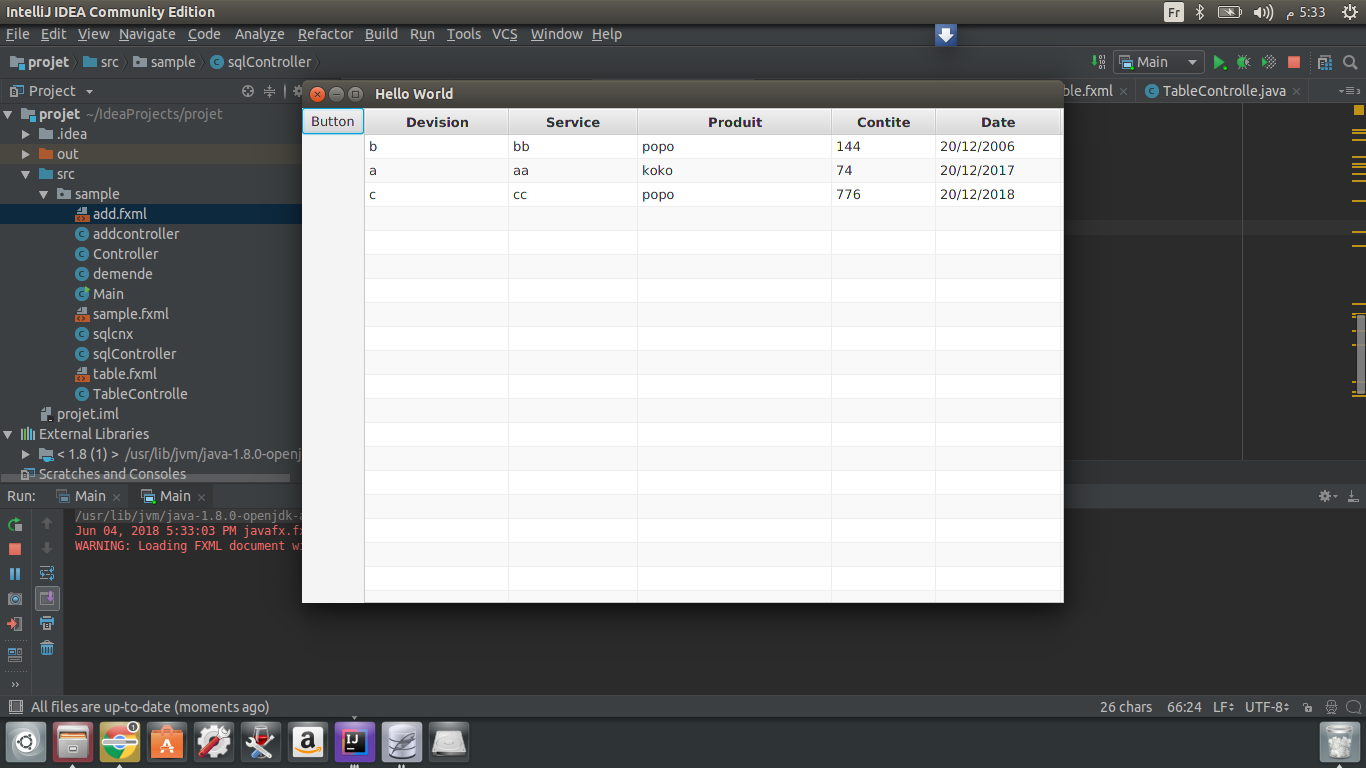 IntelliJ IDEA Community Edition
Fr
5:33 م
File Edit View Navigate Code Analyze Refactor Build Run Tools VCS Window Help
projet src sample sqlController
Main
Project
ble.fxml TableControlle.java
Hello World
projet ~/IdeaProjects/projet
.idea
out
src
sample
add.fxml
addcontroller
Controller
demende
Main
sample.fxml
sqlcnx
sqlController
table.fxml
TableControlle
projet.iml
External Libraries
< 1.8 (1) > /usr/lib/jvm/java-1.8.0-openj
Scratches and Consoles
Button
Devision Service Produit Contite Date
b bb popo 144 20/12/2006
a aa koko 74 20/12/2017
c cc popo 776 20/12/2018
Run: Main Main
/usr/lib/jvm/java-1.8.0-openjdk-a
Jun 04, 2018 5:33:03 PM javafx.fx
WARNING: Loading FXML document wi
All files are up-to-date (moments ago)
26 chars 66:24 LF UTF-8